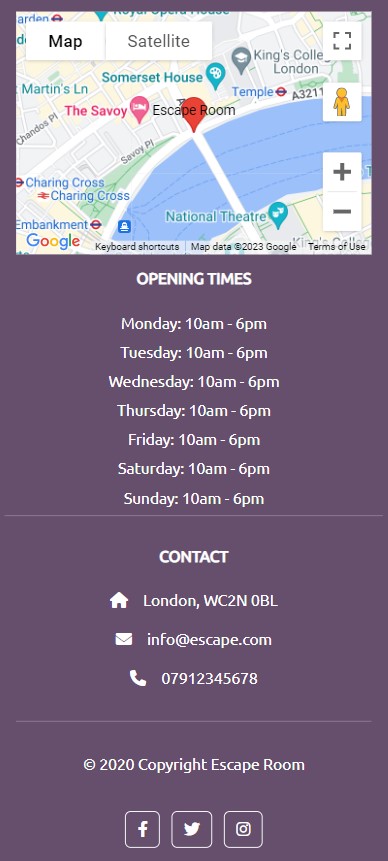 arden
Royal Opera House
Map
Satellite
King's Colleg
London
Somerset House
t Martin's Ln
Temple
A3211
The Savoy
Escape Room
Chandos Pl
Savoy Pl
Charing Cross
Charing Cross
National Theatre
Embankment
Google
Keyboard shortcuts
Map data ©2023 Google
Terms of Use
OPENING TIMES
Monday: 10am - 6pm
Tuesday: 10am - 6pm
Wednesday: 10am - 6pm
Thursday: 10am - 6pm
Friday: 10am - 6pm
Saturday: 10am - 6pm
Sunday: 10am - 6pm
CONTACT
London, WC2N 0BL
info@escape.com
07912345678
© 2020 Copyright Escape Room